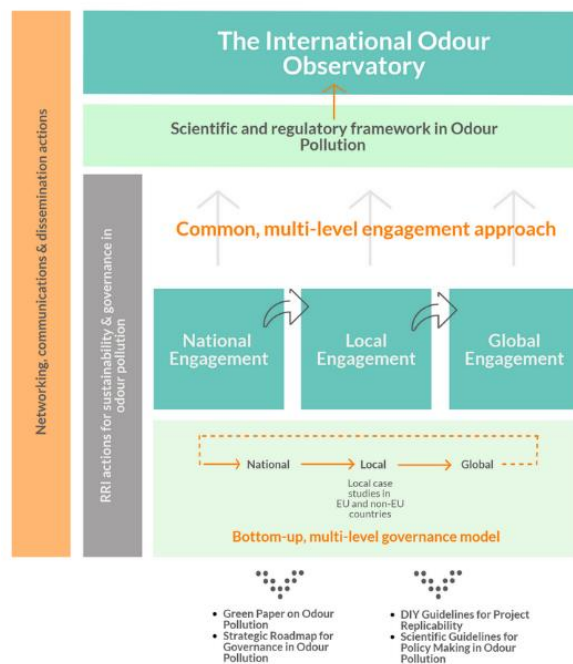 The International Odour
Observatory
Scientific and regulatory framework in Odour
Pollution
Networking, communications & dissemination actions
RRI actions for sustainability & governance in
odour pollution
Common, multi-level engagement approach
National
Engagement
Local
Engagement
Global
Engagement
National
Local
Global
Local case
studies in
EU and non-EU
countries
Bottom-up, multi-level governance model
• Green Paper on Odour
Pollution
• Strategic Roadmap for
Governance in Odour
Pollution
• DIY Guidelines for Project
Replicability
• Scientific Guidelines for
Policy Making in Odour
Pollution